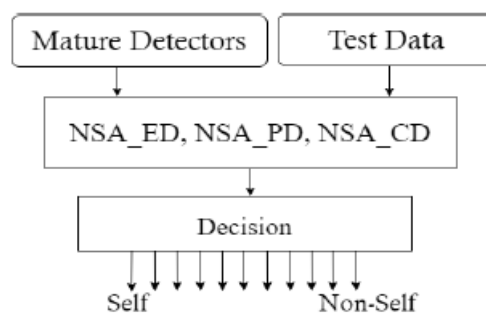 Mature Detectors
Test Data
NSA_ED, NSA_PD, NSA_CD
Decision
Self
Non-Self